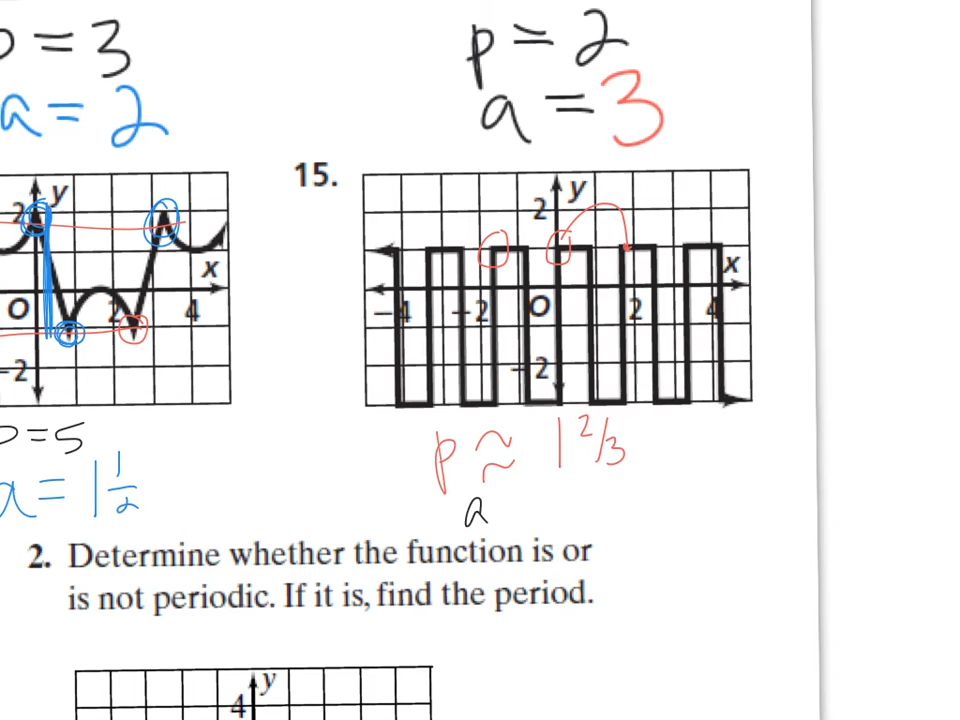 p = 3
a = 2
p = 2
a = 3
15.
2 y
x
O 2 4
-2
2 y
x
-4 -2 O 2 4
-2
p = 5
a = 1 1/2
p ≈ 1 2/3
a
2. Determine whether the function is or
is not periodic. If it is, find the period.
y
4